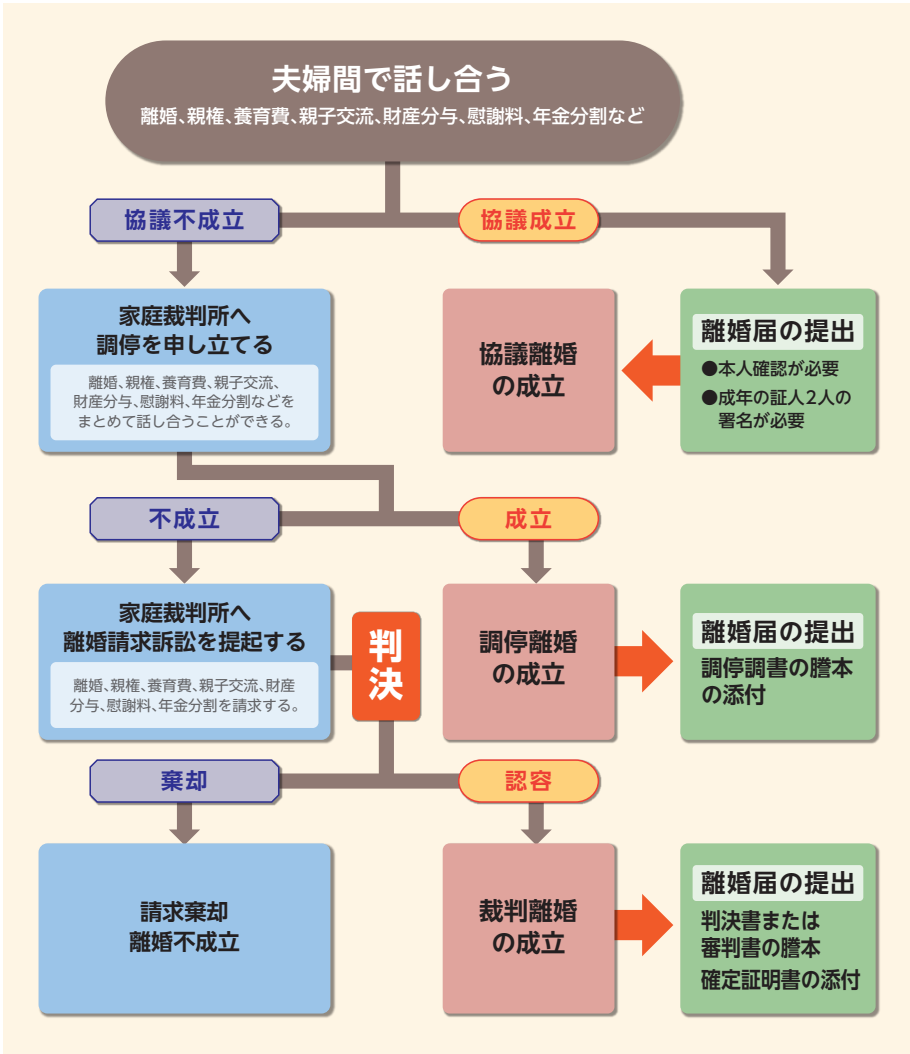 夫婦間で話し合う
離婚、親権、養育費、親子交流、財産分与、慰謝料、年金分割など
協議不成立
協議成立
家庭裁判所へ
調停を申し立てる
離婚、親権、養育費、親子交流、
財産分与、慰謝料、年金分割などを
まとめて話し合うことができる。
協議離婚
の成立
離婚届の提出
●本人確認が必要
●成年の証人2人の
署名が必要
不成立
成立
家庭裁判所へ
離婚請求訴訟を提起する
離婚、親権、養育費、親子交流、財産
分与、慰謝料、年金分割を請求する。
判決
調停離婚
の成立
離婚届の提出
調停調書の謄本
の添付
棄却
認容
請求棄却
離婚不成立
裁判離婚
の成立
離婚届の提出
判決書または
審判書の謄本
確定証明書の添付